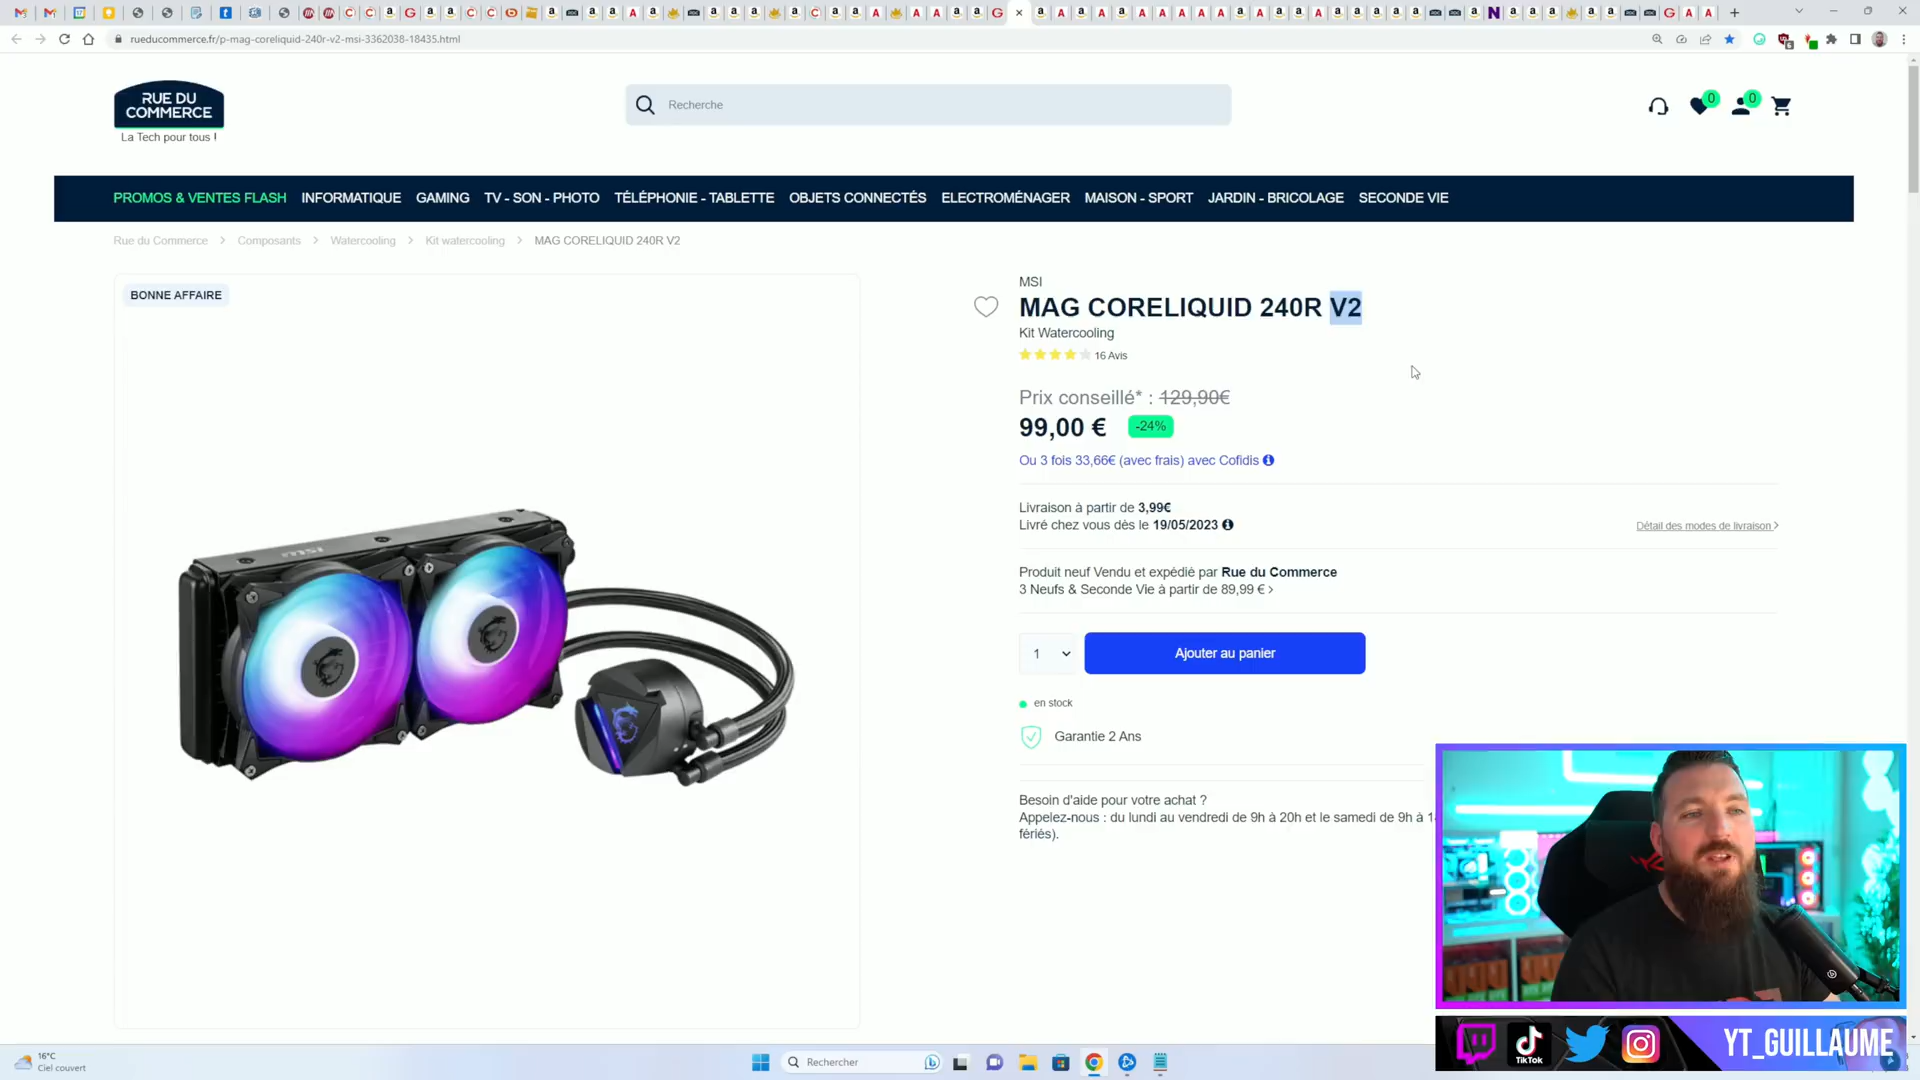 rueducommerce.fr/p-mag-coreliquid-240r-v2-msi-3362038-18435.html
RUE DU
COMMERCE
La Tech pour tous !
Recherche
0
0
PROMOS & VENTES FLASH INFORMATIQUE GAMING TV - SON - PHOTO TÉLÉPHONIE - TABLETTE OBJETS CONNECTÉS ELECTROMÉNAGER MAISON - SPORT JARDIN - BRICOLAGE SECONDE VIE
Rue du Commerce > Composants > Watercooling > Kit watercooling > MAG CORELIQUID 240R V2
BONNE AFFAIRE
MSI
MAG CORELIQUID 240R V2
Kit Watercooling
16 Avis
Prix conseillé* : 129,90€
99,00 € -24%
Ou 3 fois 33,66€ (avec frais) avec Cofidis
Livraison à partir de 3,99€
Livré chez vous dès le 19/05/2023
Détail des modes de livraison >
Produit neuf Vendu et expédié par Rue du Commerce
3 Neufs & Seconde Vie à partir de 89,99 € >
1
Ajouter au panier
en stock
Garantie 2 Ans
Besoin d'aide pour votre achat ?
Appelez-nous : du lundi au vendredi de 9h à 20h et le samedi de 9h à
fériés).
msi
TikTok
YT_GUILLAUME
16°C
Ciel couvert
Rechercher